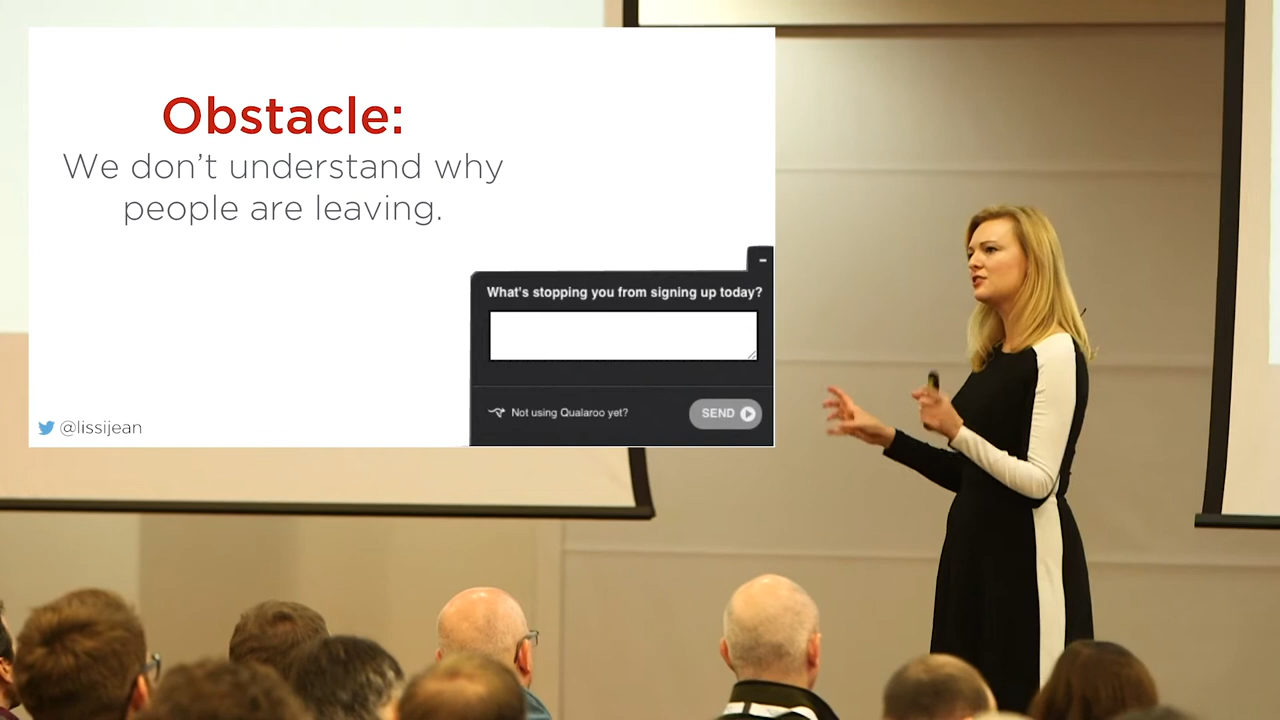 Obstacle:
We don't understand why
people are leaving.
-
What's stopping you from signing up today?
Not using Qualaroo yet?
SEND
@lissijean